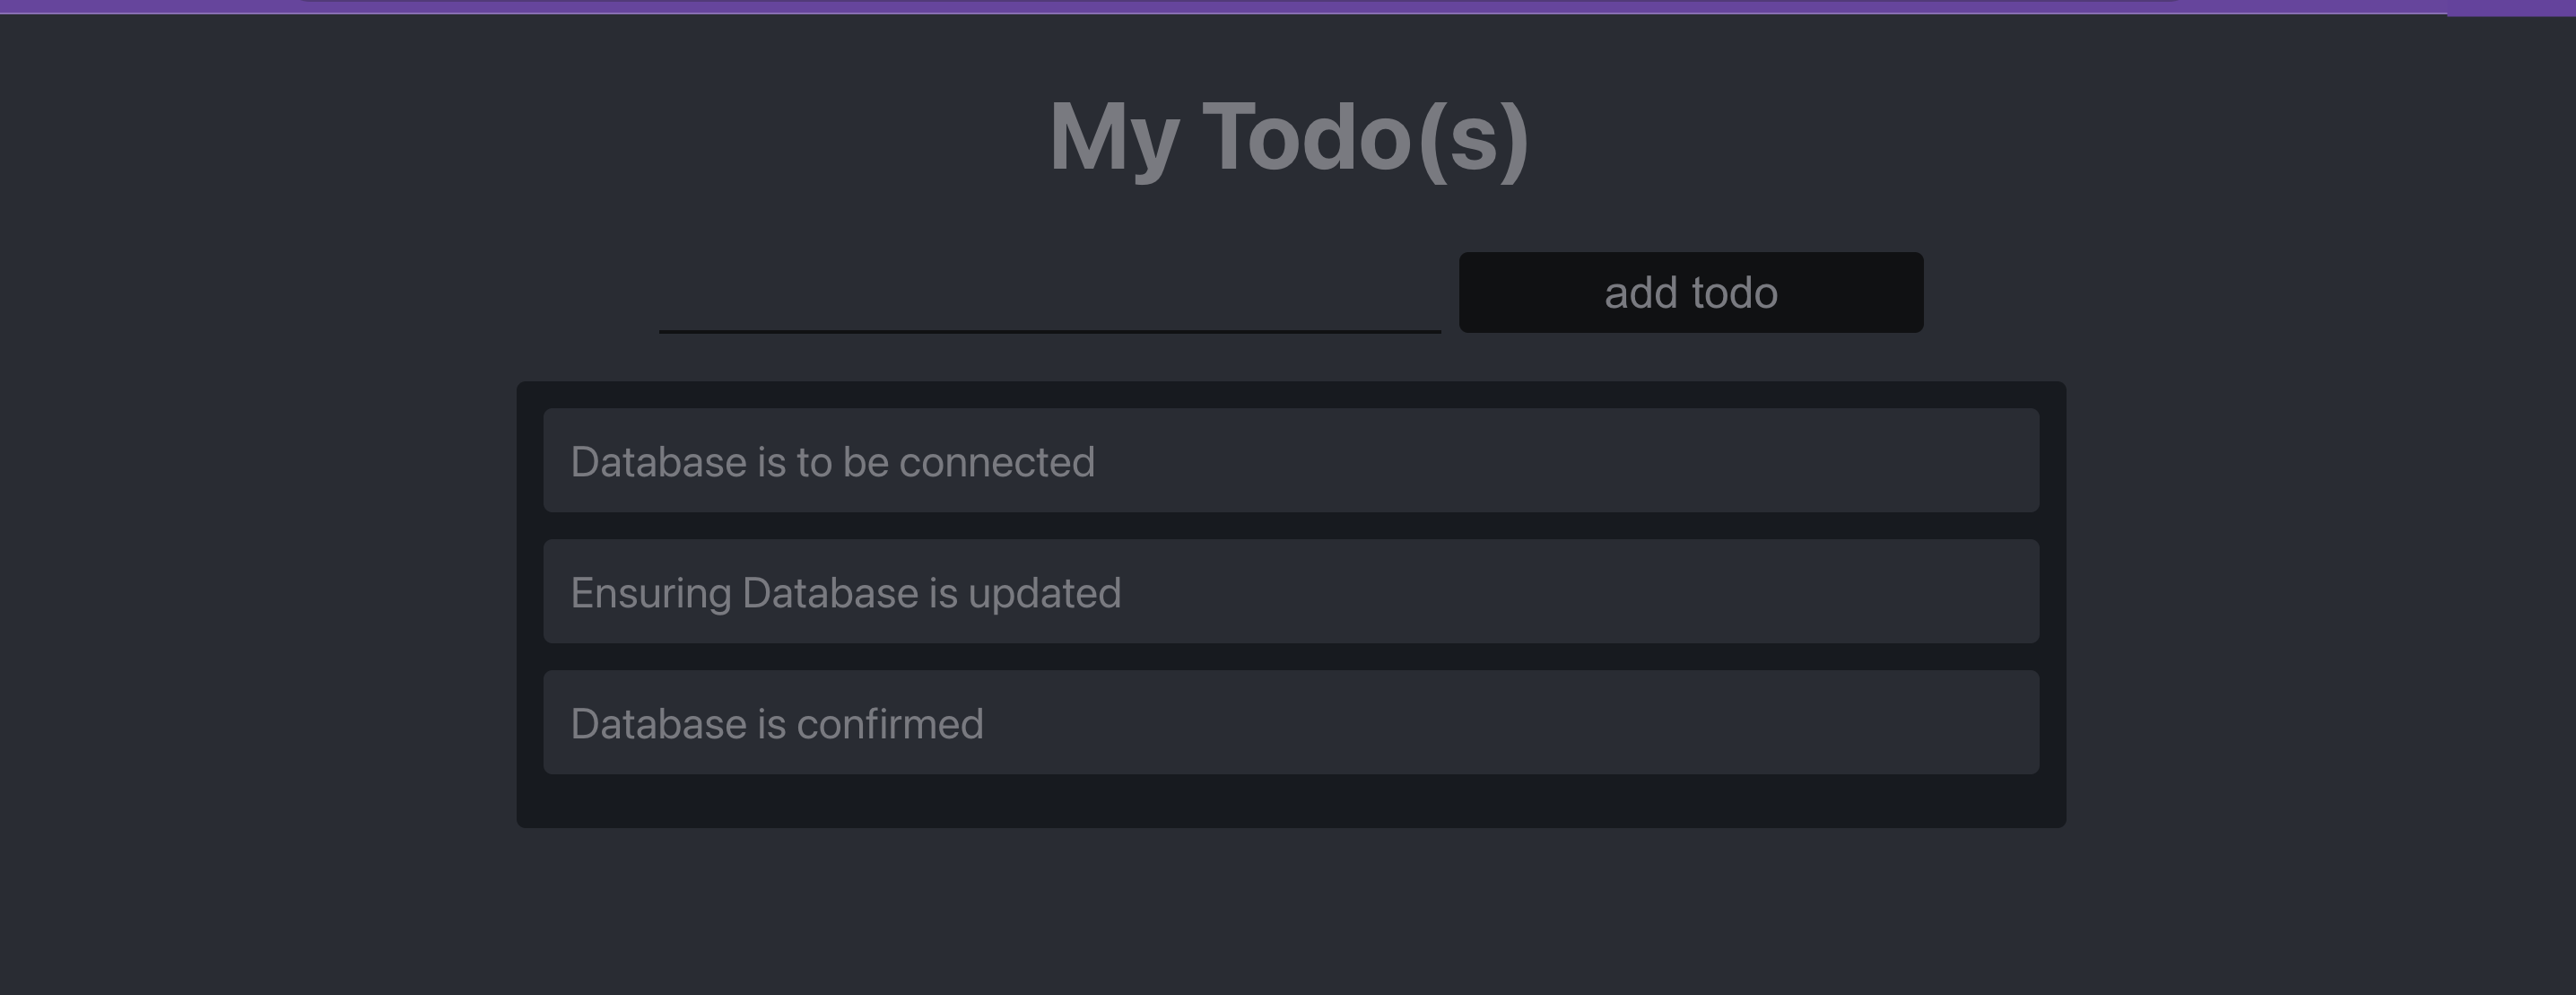 My Todo(s)
add todo
Database is to be connected
Ensuring Database is updated
Database is confirmed